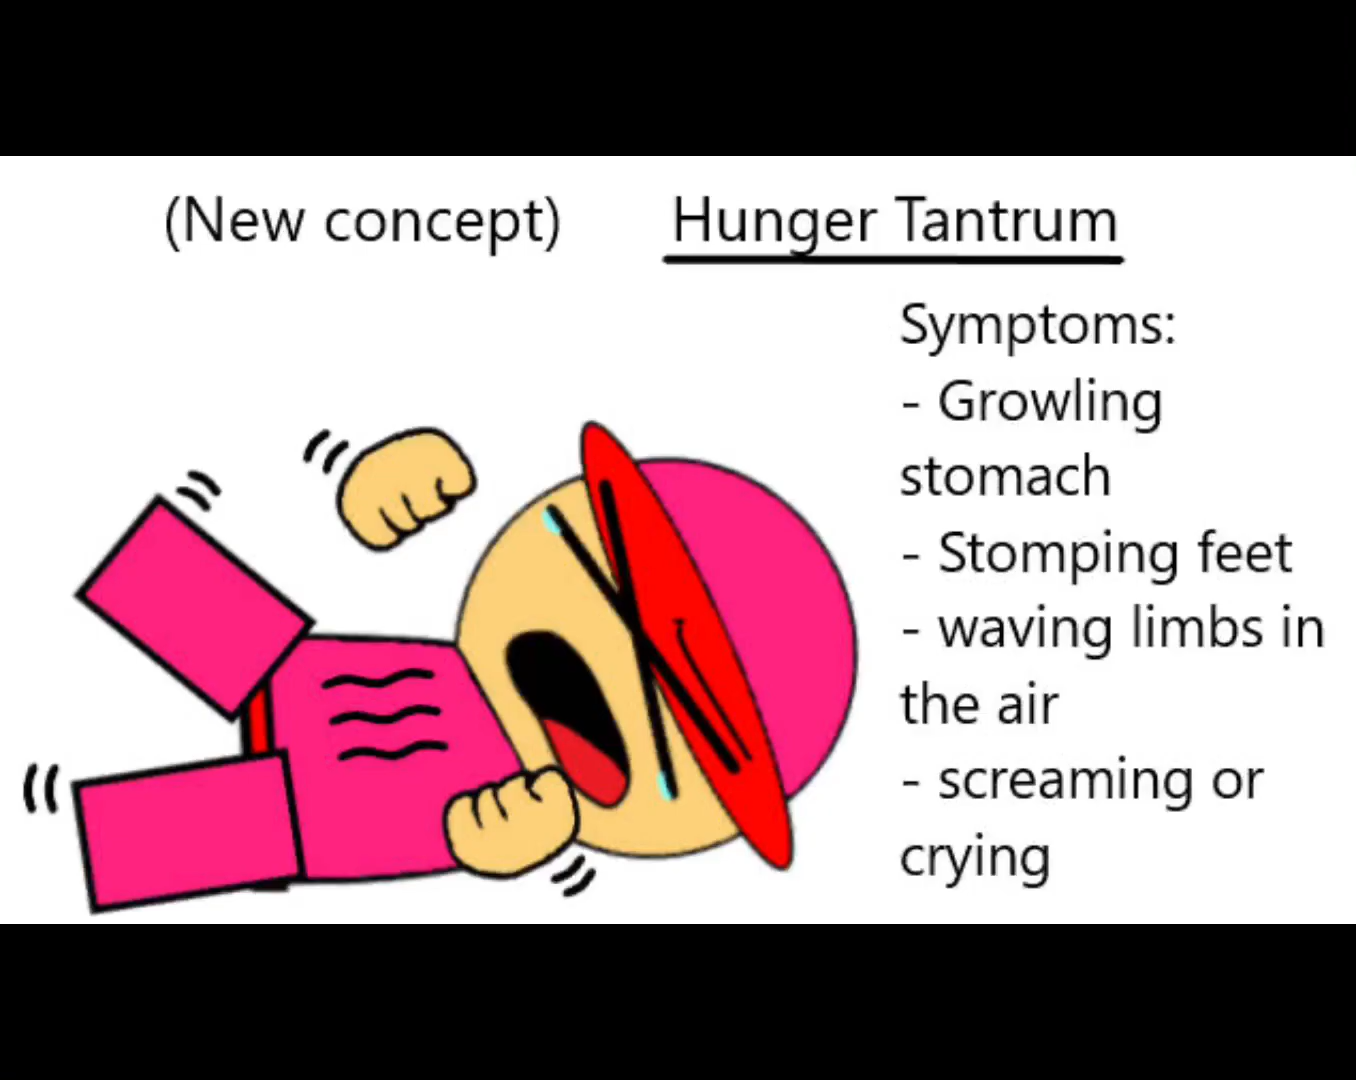 (New concept) Hunger Tantrum
Symptoms:
- Growling
stomach
- Stomping feet
- waving limbs in
the air
- screaming or
crying